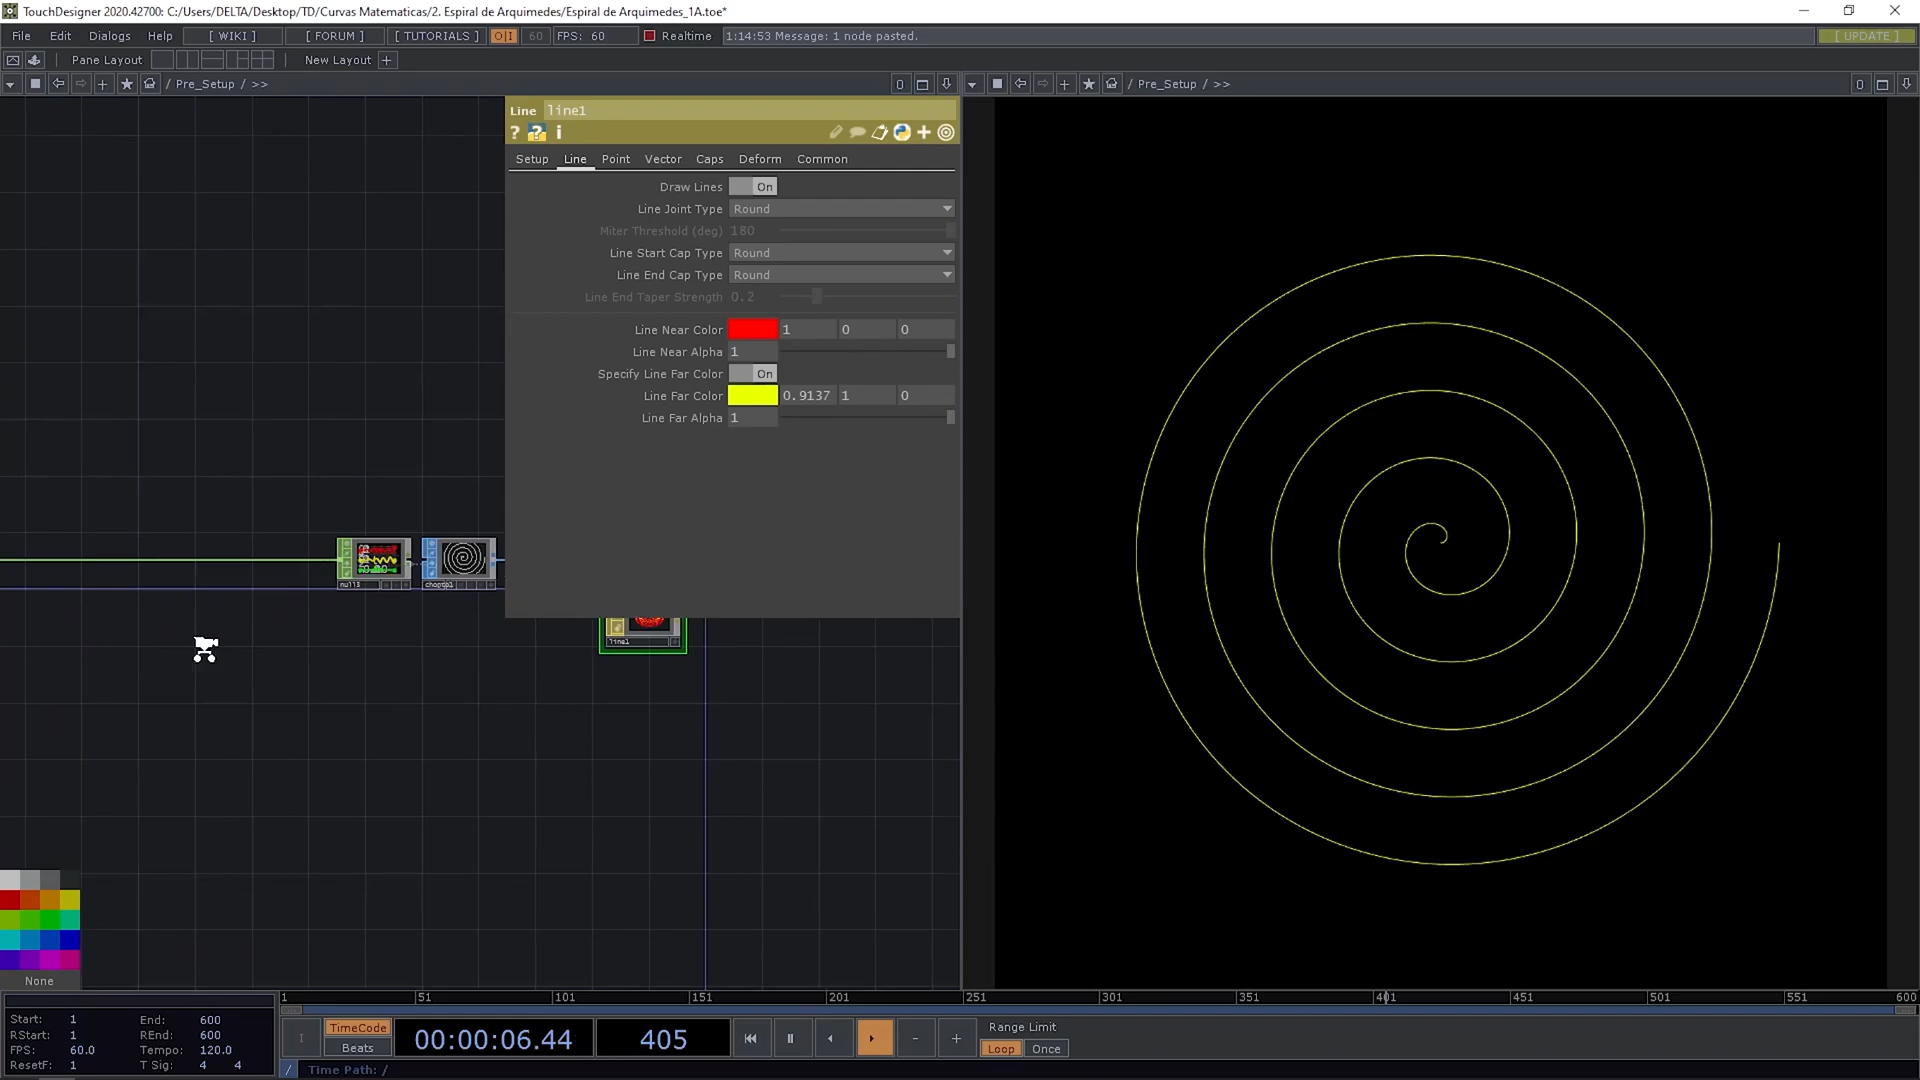 TouchDesigner 2020.42700: C:/Users/DELTA/Desktop/TD/Curvas Matematicas/2. Espiral de Arquimedes/Espiral de Arquimedes_1A.toe*
File Edit Dialogs Help [ WIKI ] [ FORUM ] [ TUTORIALS ] O|I 60 FPS: 60 Realtime 1:14:53 Message: 1 node pasted. [ UPDATE ]
Pane Layout New Layout +
/ Pre_Setup / >> 0
/ Pre_Setup / >> 0
Line line1
? ? i
Setup Line Point Vector Caps Deform Common
Draw Lines On
Line Joint Type Round
Miter Threshold (deg) 180
Line Start Cap Type Round
Line End Cap Type Round
Line End Taper Strength 0.2
Line Near Color 1 0 0
Line Near Alpha 1
Specify Line Far Color On
Line Far Color 0.9137 1 0
Line Far Alpha 1
null3
line1
None
1 51 101 151 201 251 301 351 401 451 501 551 600
Start: 1 End: 600
RStart: 1 REnd: 600
FPS: 60.0 Tempo: 120.0
ResetF: 1 T Sig: 4 4
TimeCode
Beats
00:00:06.44
405
- +
Range Limit
Loop Once
/ Time Path: /